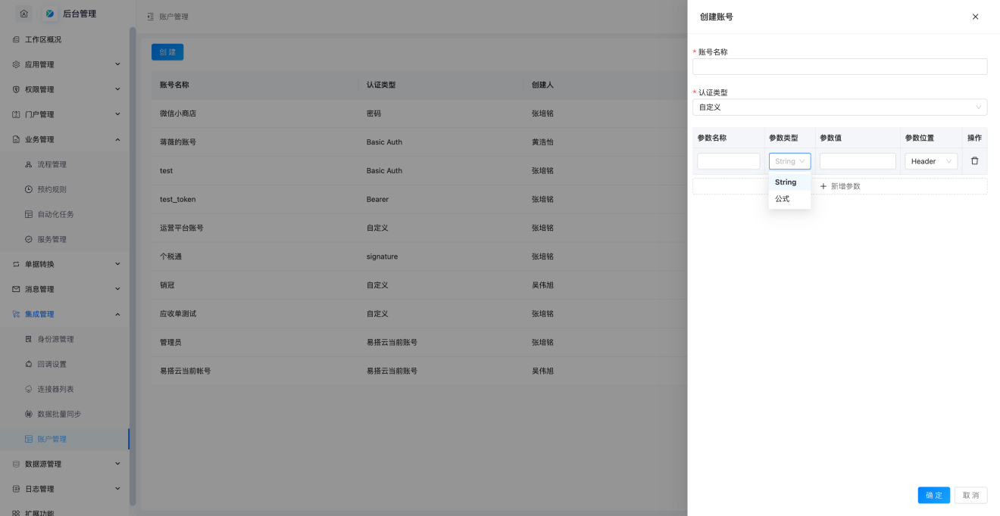 后台管理
工作区概况
应用管理
权限管理
门户管理
业务管理
流程管理
预约规则
自动化任务
服务管理
单据转换
消息管理
集成管理
身份源管理
回调设置
连接器列表
数据批量同步
账户管理
数据源管理
日志管理
扩展功能
账户管理
创 建
账号名称 认证类型 创建人
微信小商店 密码 张培铭
蒋薇的账号 Basic Auth 黄浩怡
test Basic Auth 张培铭
test_token Bearer 张培铭
运营平台账号 自定义 张培铭
个税通 signature 张培铭
销冠 自定义 吴伟旭
应收单测试 自定义 张培铭
管理员 易搭云当前账号 张培铭
易搭云当前帐号 易搭云当前账号 吴伟旭
创建账号
* 账号名称
* 认证类型
自定义
参数名称 参数类型 参数值 参数位置 操作
String Header
String
公式
新增参数
确 定 取 消